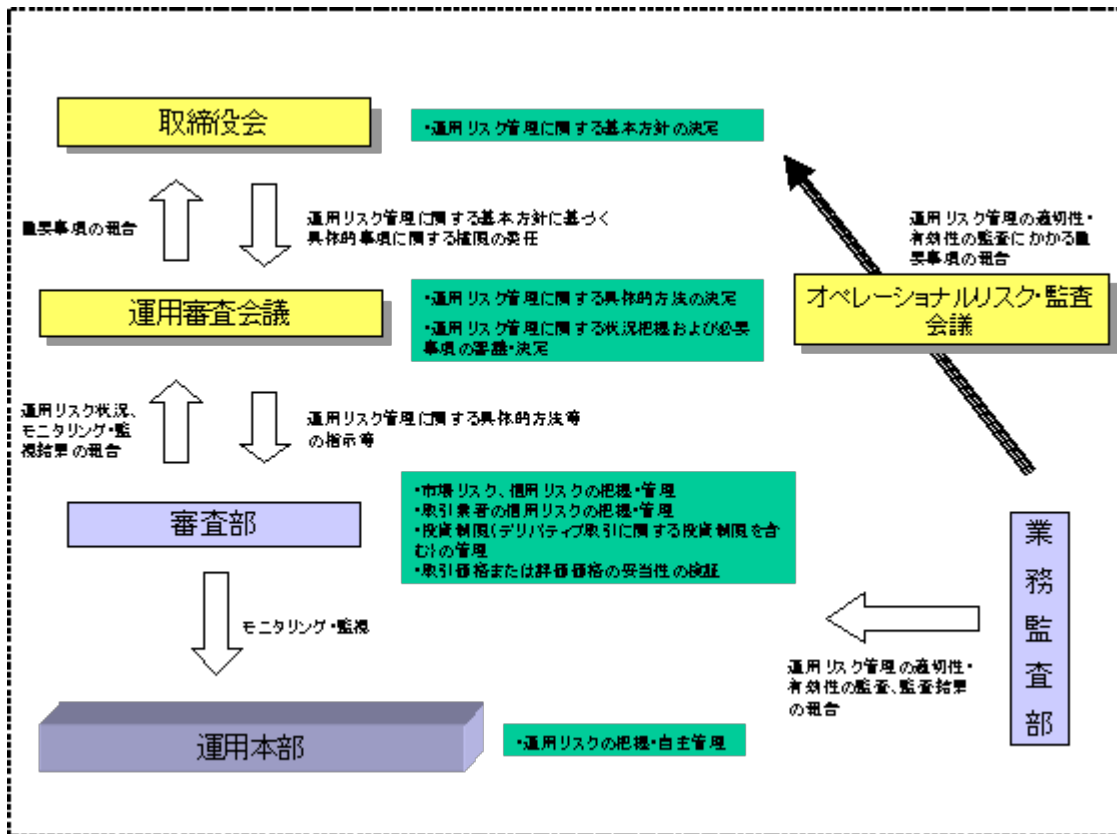 取締役会
・運用リスク管理に関する基本方針の決定
重要事項の報告
運用リスク管理に関する基本方針に基づく
具体的事項に関する権限の委任
運用リスク管理の適切性・
有効性の監査にかかる重
要事項の報告
運用審査会議
・運用リスク管理に関する具体的方法の決定
・運用リスク管理に関する状況把握および必要
事項の審議・決定
オペレーショナルリスク・監査
会議
運用リスク状況、
モニタリング・監
視結果の報告
運用リスク管理に関する具体的方法等
の指示等
審査部
・市場リスク、信用リスクの把握・管理
・取引業者の信用リスクの把握・管理
・投資制限(デリバティブ取引に関する投資制限を含
む)の管理
・取引価格または評価価格の妥当性の検証
業
務
監
査
部
モニタリング・監視
運用リスク管理の適切性・
有効性の監査、監査結果
の報告
運用本部
・運用リスクの把握・自主管理